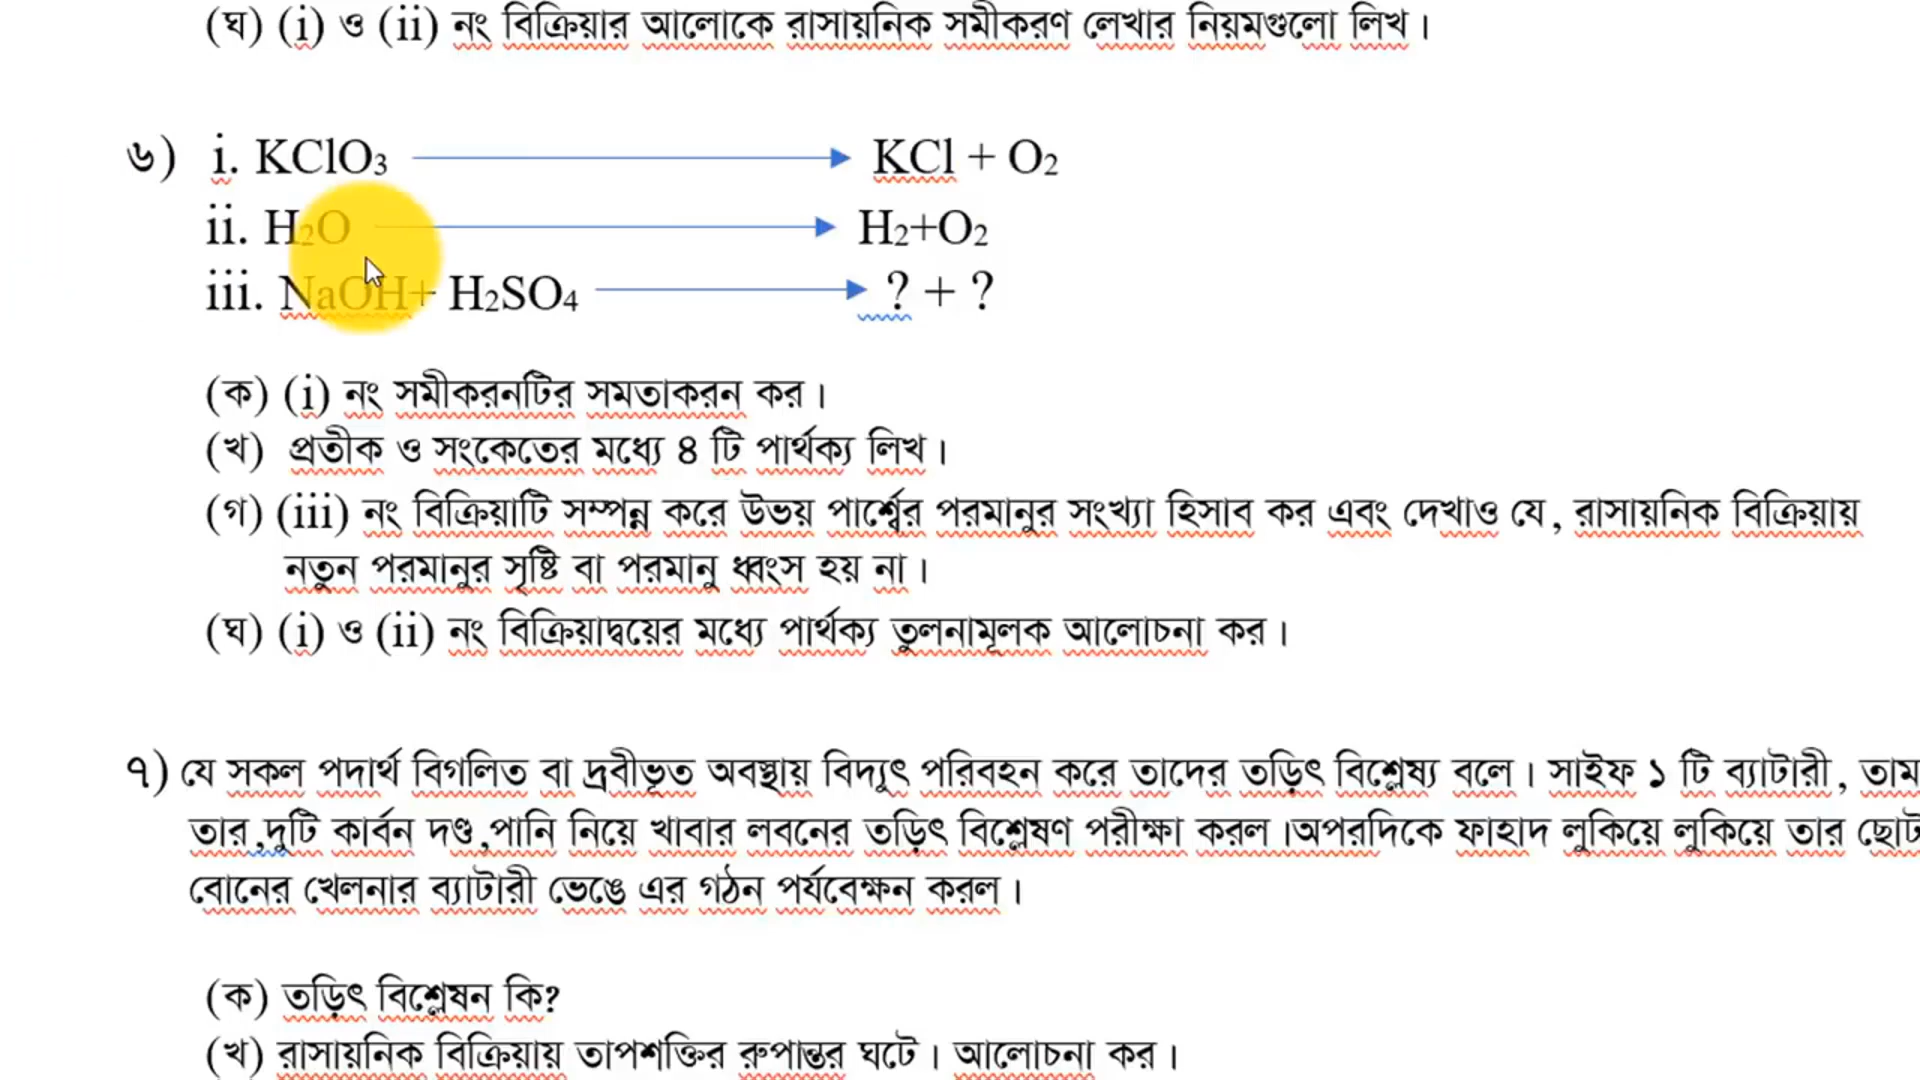 (ঘ) (i) ও (ii) নং বিক্রিয়ার আলোকে রাসায়নিক সমীকরণ লেখার নিয়মগুলো লিখ।
৬) i. KClO₃ → KCl + O₂
ii. H₂O → H₂+O₂
iii. NaOH+ H₂SO₄ → ? + ?
(ক) (i) নং সমীকরনটির সমতাকরন কর।
(খ) প্রতীক ও সংকেতের মধ্যে ৪ টি পার্থক্য লিখ।
(গ) (iii) নং বিক্রিয়াটি সম্পন্ন করে উভয় পার্শ্বের পরমানুর সংখ্যা হিসাব কর এবং দেখাও যে, রাসায়নিক বিক্রিয়ায়
নতুন পরমানুর সৃষ্টি বা পরমানু ধ্বংস হয় না।
(ঘ) (i) ও (ii) নং বিক্রিয়াদ্বয়ের মধ্যে পার্থক্য তুলনামূলক আলোচনা কর।
৭) যে সকল পদার্থ বিগলিত বা দ্রবীভূত অবস্থায় বিদ্যুৎ পরিবহন করে তাদের তড়িৎ বিশ্লেষ্য বলে। সাইফ ১ টি ব্যাটারী, তাম
তার,দুটি কার্বন দণ্ড,পানি নিয়ে খাবার লবনের তড়িৎ বিশ্লেষণ পরীক্ষা করল।অপরদিকে ফাহাদ লুকিয়ে লুকিয়ে তার ছোট
বোনের খেলনার ব্যাটারী ভেঙে এর গঠন পর্যবেক্ষন করল।
(ক) তড়িৎ বিশ্লেষন কি?
(খ) রাসায়নিক বিক্রিয়ায় তাপশক্তির রুপান্তর ঘটে। আলোচনা কর।